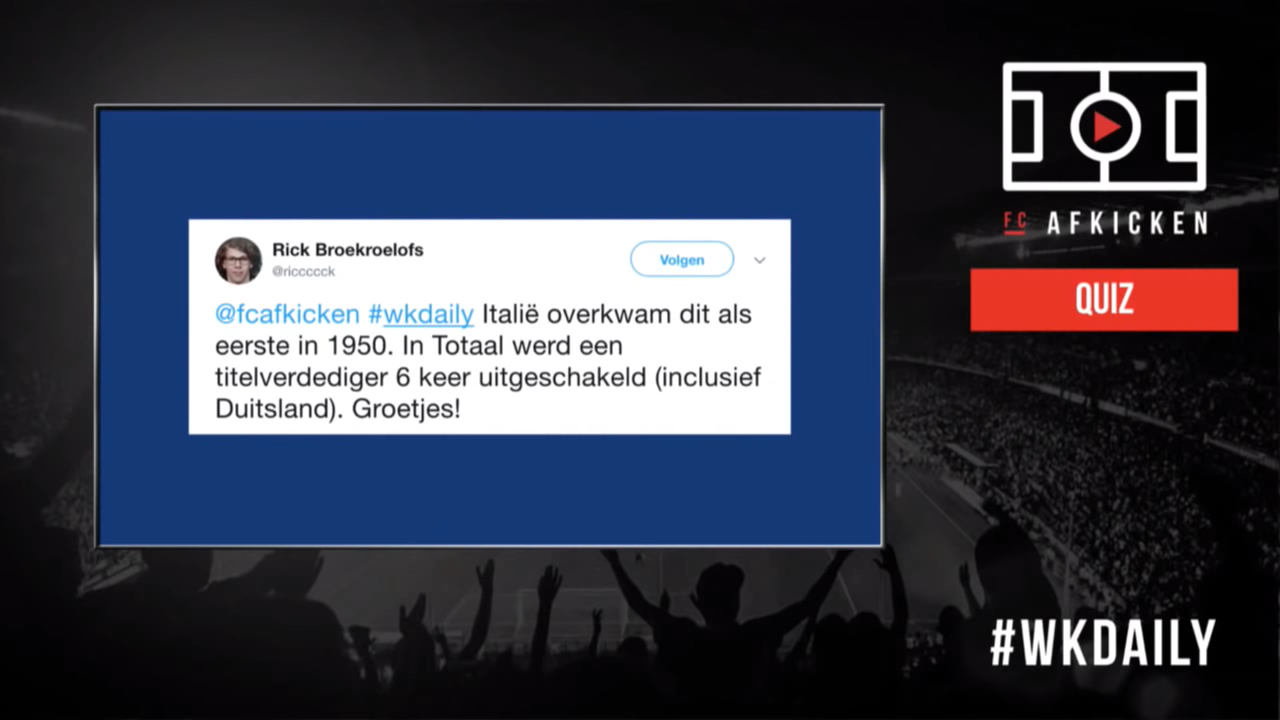 Rick Broekroelofs
@riccccck
Volgen
@fcafkicken #wkdaily Italië overkwam dit als
eerste in 1950. In Totaal werd een
titelverdediger 6 keer uitgeschakeld (inclusief
Duitsland). Groetjes!
FC AFKICKEN
QUIZ
#WKDAILY